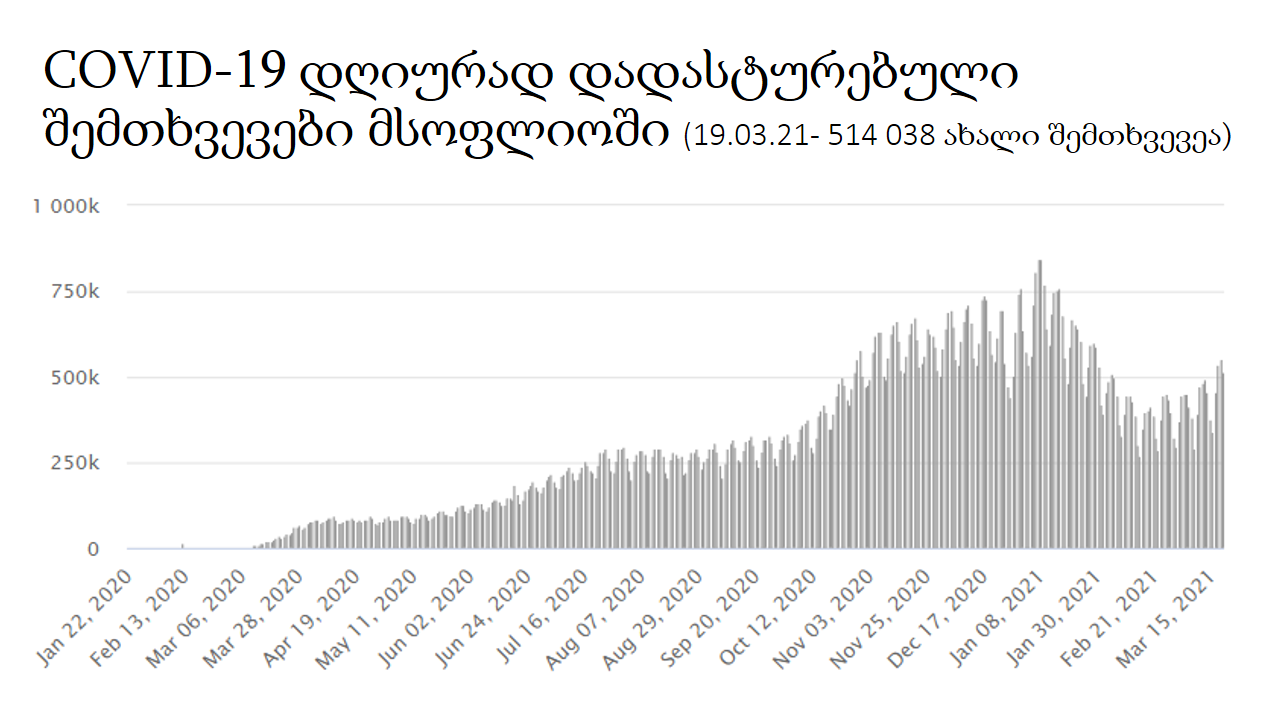 COVID-19 დღიურად დადასტურებული
შემთხვევები მსოფლიოში (19.03.21- 514 038 ახალი შემთხვევეა)
1 000k
750k
500k
250k
0
Jan 22, 2020
Feb 13, 2020
Mar 06, 2020
Mar 28, 2020
Apr 19, 2020
May 11, 2020
Jun 02, 2020
Jun 24, 2020
Jul 16, 2020
Aug 07, 2020
Aug 29, 2020
Sep 20, 2020
Oct 12, 2020
Nov 03, 2020
Nov 25, 2020
Dec 17, 2020
Jan 08, 2021
Jan 30, 2021
Feb 21, 2021
Mar 15, 2021